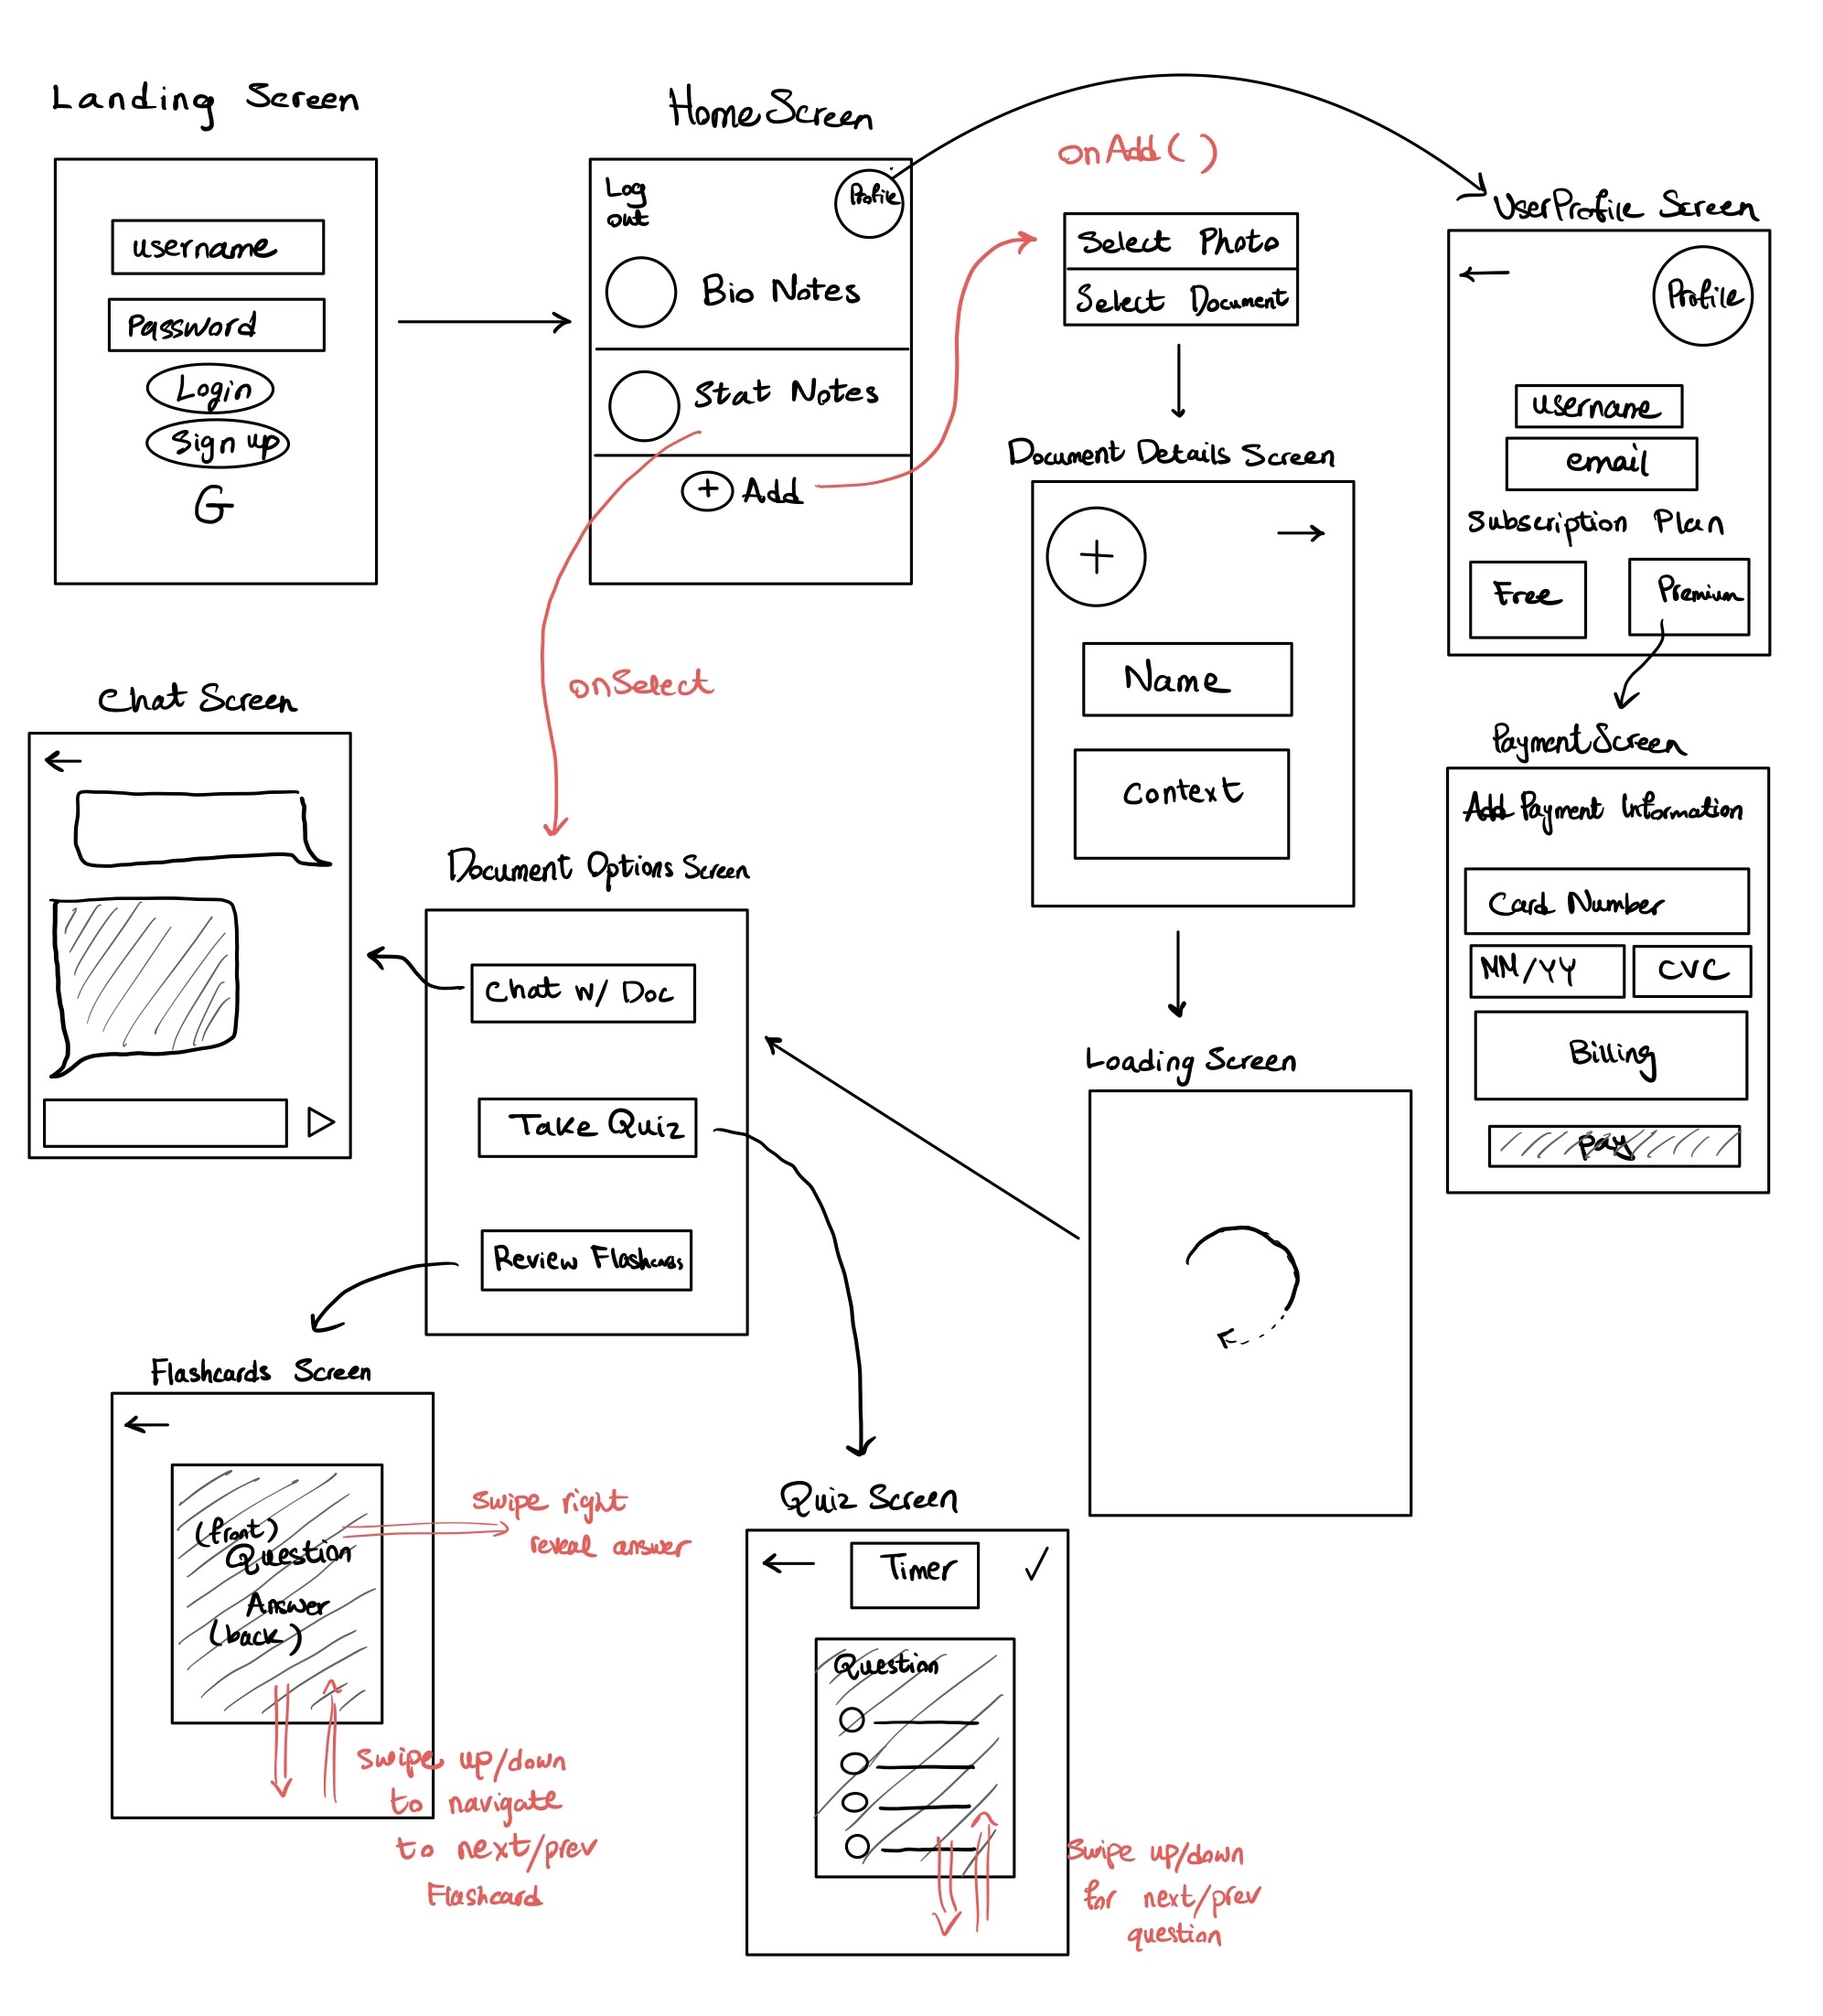 Landing Screen
username
Password
Login
Sign up
G
HomeScreen
Log
out
Profile
Bio Notes
Stat Notes
+ Add
onAdd( )
Select Photo
Select Document
UserProfile Screen
Profile
username
email
Subscription Plan
Free
Premium
Document Details Screen
+
Name
Context
onSelect
Chat Screen
PaymentScreen
Add Payment Information
Card Number
MM/YY
CVC
Billing
Pay
Document Options Screen
Chat w/ Doc
Take Quiz
Review Flashcards
Loading Screen
Flashcards Screen
(front)
Question
Answer
(back)
Swipe right
reveal answer
Swipe up/down
to navigate
to next/prev
Flashcard
Quiz Screen
Timer
Question
Swipe up/down
for next/prev
question